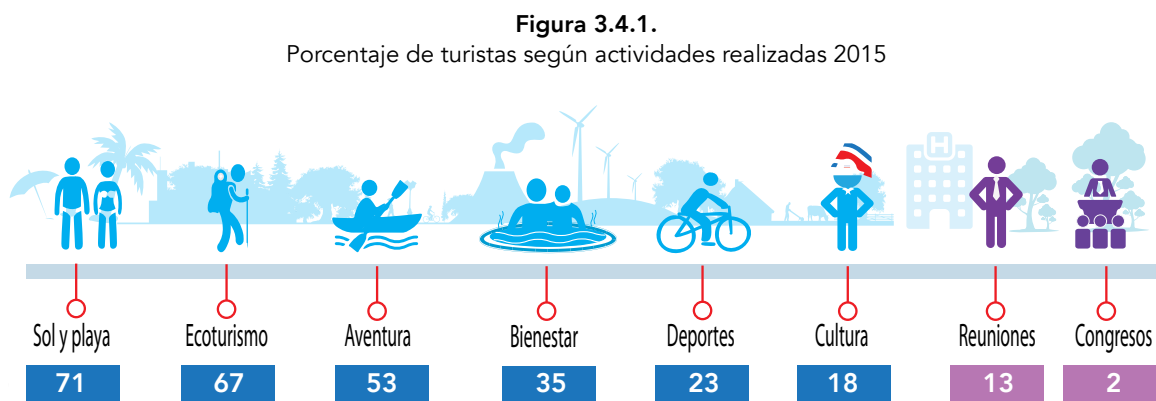 Figura 3.4.1.
Porcentaje de turistas según actividades realizadas 2015
H
Sol y playa Ecoturismo Aventura Bienestar Deportes Cultura Reuniones Congresos
71 67 53 35 23 18 13 2